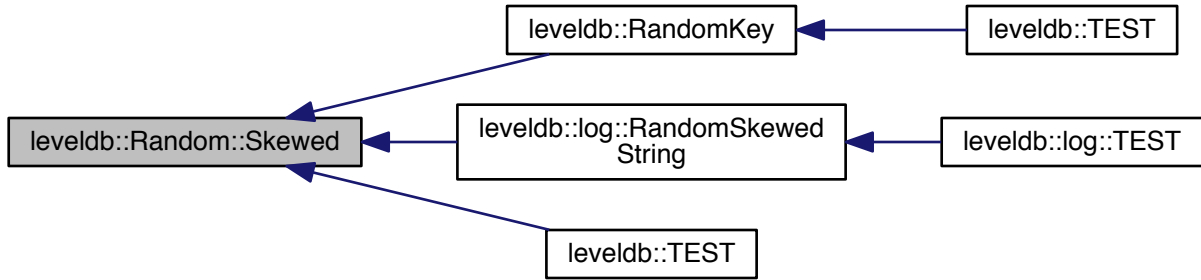 leveldb::RandomKey
leveldb::TEST
leveldb::Random::Skewed
leveldb::log::RandomSkewed
String
leveldb::log::TEST
leveldb::TEST